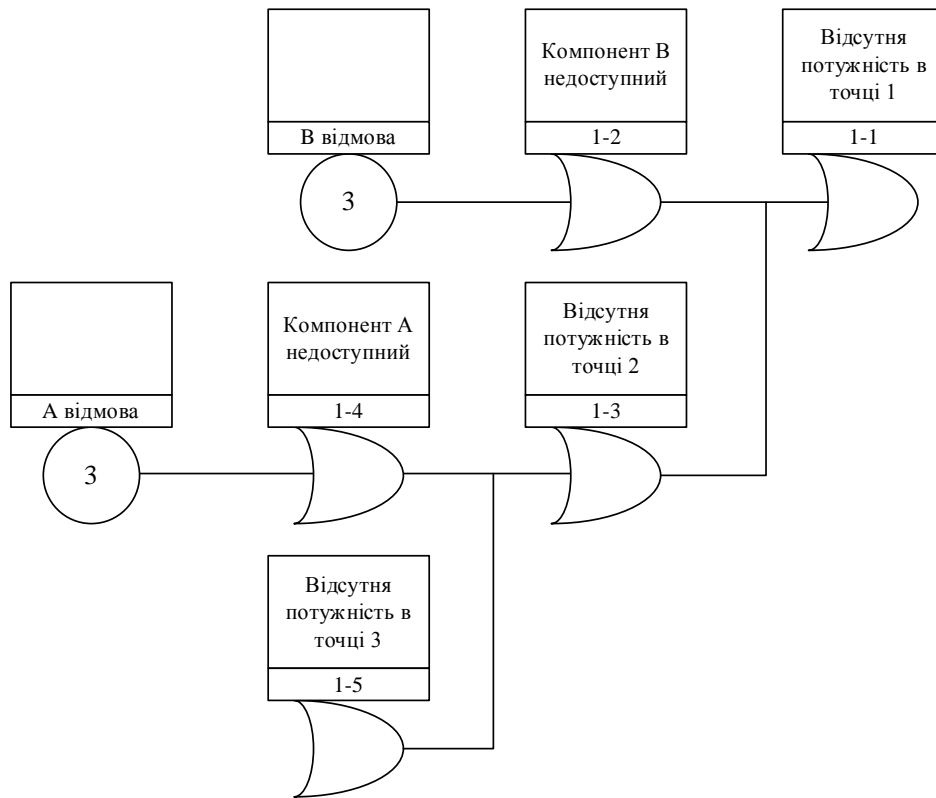 Компонент В
недоступний
Відсутня
потужність в
точці 1
В відмова
1-2
1-1
3
Компонент А
недоступний
Відсутня
потужність в
точці 2
А відмова
1-4
1-3
3
Відсутня
потужність в
точці 3
1-5